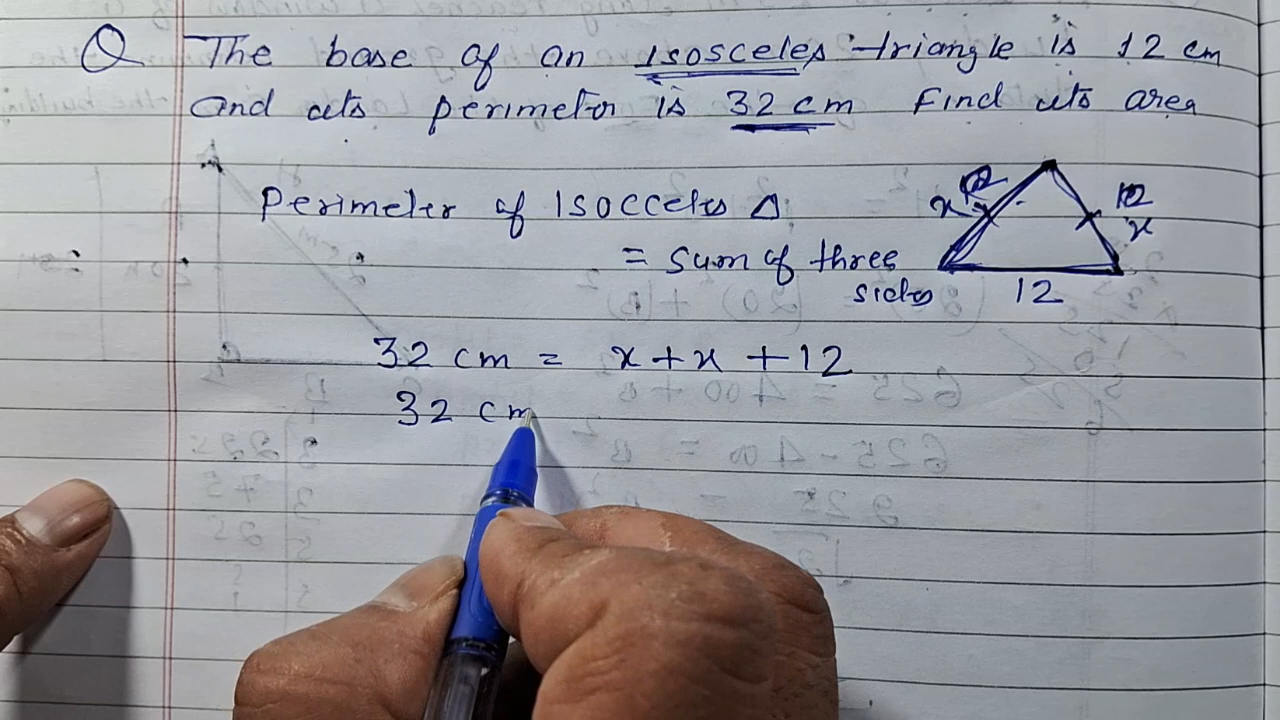 Q The base of an Isosceles triangle is 12 cm
and its perimeter is 32 cm Find its area
Perimeter of Isocceles Δ
= Sum of three
sides
x
x
12
32 cm = x + x + 12
32 cm